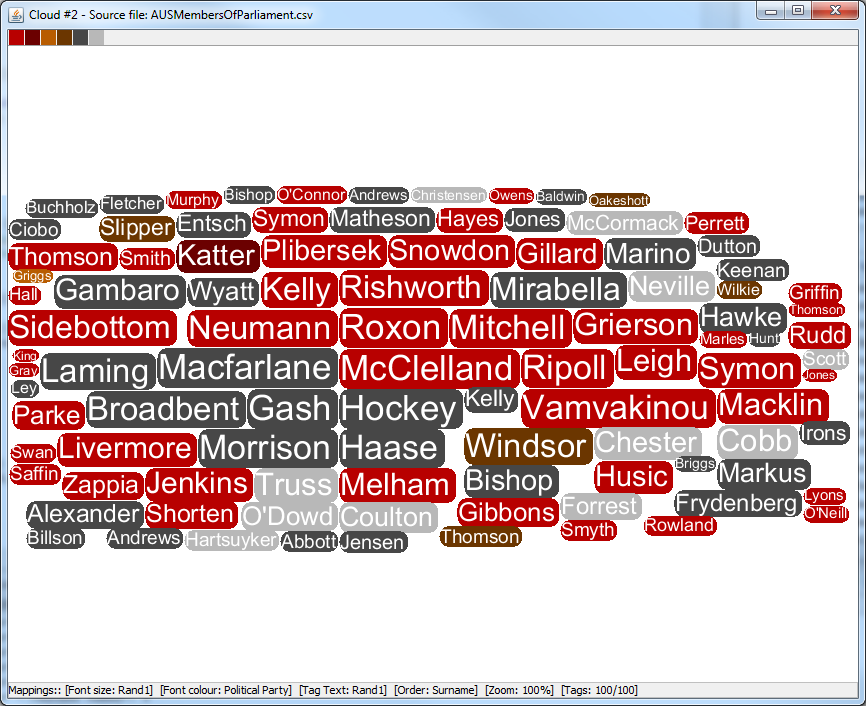 Cloud #2 - Source file: AUSMembersOfParliament.csv
Buchholz Fletcher Murphy Bishop O'Connor Andrews Christensen Owens Baldwin Oakeshott
Ciobo Slipper Entsch Symon Matheson Hayes Jones McCormack Perrett
Thomson Smith Katter Plibersek Snowdon Gillard Marino Dutton
Griggs Keenan
Hall Gambaro Wyatt Kelly Rishworth Mirabella Neville Wilkie Griffin
Thomson
Sidebottom Neumann Roxon Mitchell Grierson Hawke Rudd
Marles Hunt
King Scott
Gray Laming Macfarlane McClelland Ripoll Leigh Symon Jones
Ley
Parke Broadbent Gash Hockey Kelly Vamvakinou Macklin
Swan Livermore Morrison Haase Windsor Chester Cobb Irons
Saffin Briggs
Zappia Jenkins Truss Melham Bishop Husic Markus
Alexander Shorten O'Dowd Coulton Gibbons Forrest Frydenberg Lyons
O'Neill
Billson Andrews Hartsuyker Abbott Jensen Thomson Smyth Rowland
Mappings:: [Font size: Rand1] [Font colour: Political Party] [Tag Text: Rand1] [Order: Surname] [Zoom: 100%] [Tags: 100/100]